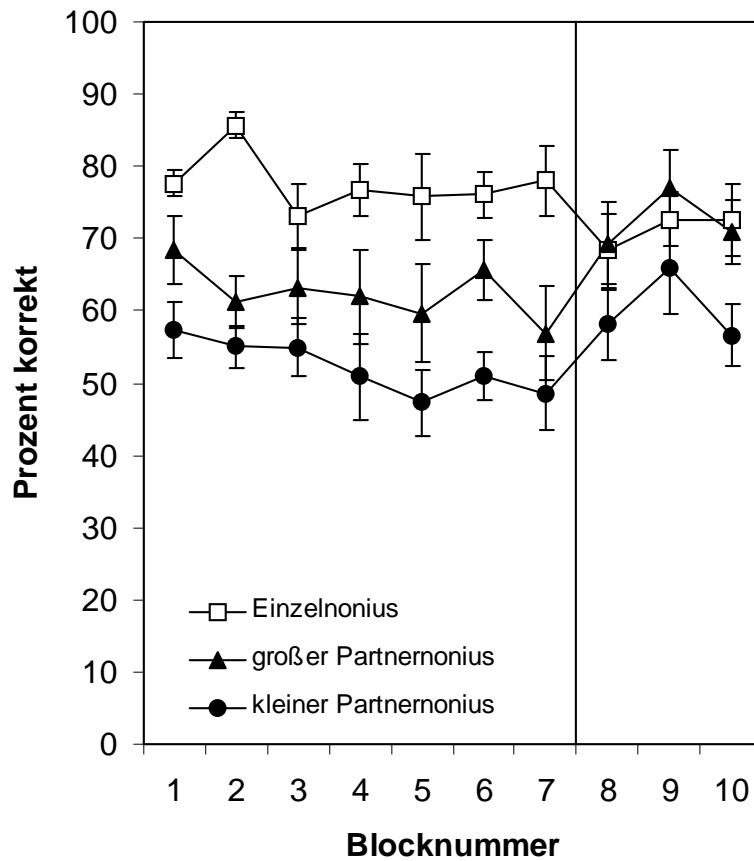 100
90
80
70
60
50
40
30
20
10
0
Prozent korrekt
Einzelnonius
großer Partnernonius
kleiner Partnernonius
1 2 3 4 5 6 7 8 9 10
Blocknummer